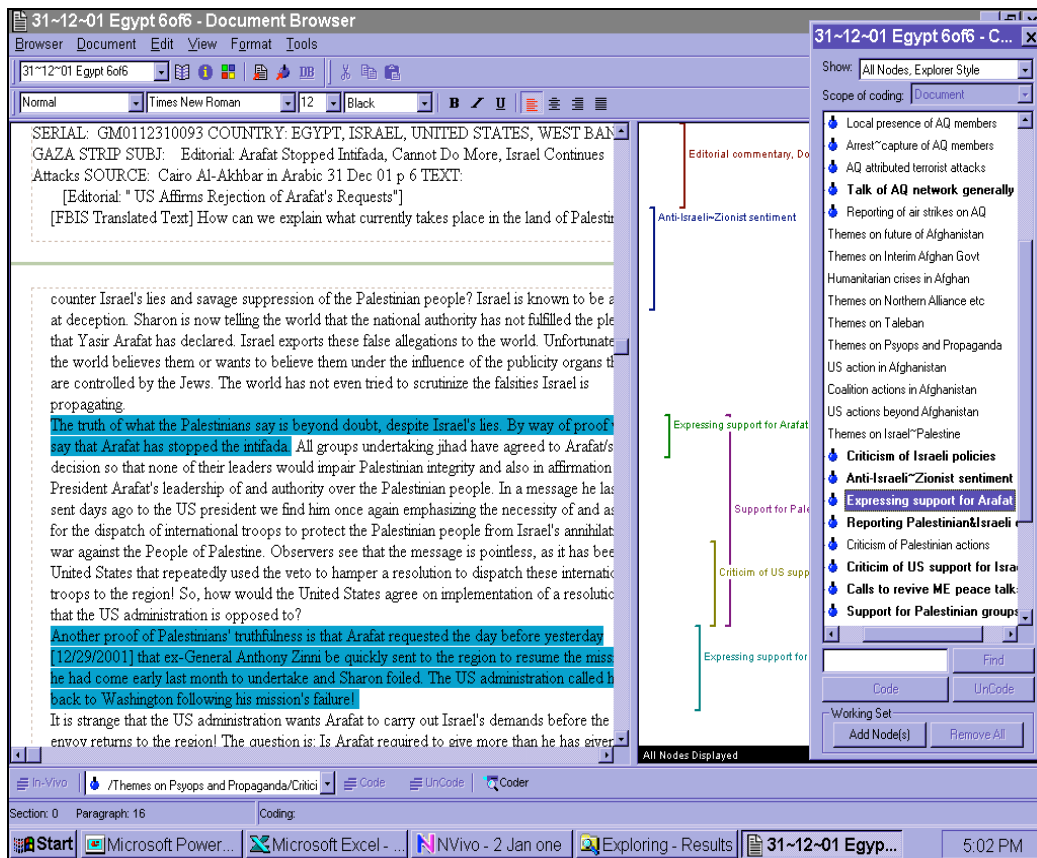 31~12~01 Egypt 6of6 - Document Browser
Browser Document Edit View Format Tools
31~12~01 Egypt 6of6 DB
Normal Times New Roman 12 Black B I U
SERIAL: GM0112310093 COUNTRY: EGYPT, ISRAEL, UNITED STATES, WEST BAN
GAZA STRIP SUBJ: Editorial: Arafat Stopped Intifada, Cannot Do More, Israel Continues
Attacks SOURCE: Cairo Al-Akhbar in Arabic 31 Dec 01 p 6 TEXT:
[Editorial: " US Affirms Rejection of Arafat's Requests"]
[FBIS Translated Text] How can we explain what currently takes place in the land of Palestin
counter Israel's lies and savage suppression of the Palestinian people? Israel is known to be a
at deception. Sharon is now telling the world that the national authority has not fulfilled the ple
that Yasir Arafat has declared. Israel exports these false allegations to the world. Unfortunate
the world believes them or wants to believe them under the influence of the publicity organs th
are controlled by the Jews. The world has not even tried to scrutinize the falsities Israel is
propagating.
The truth of what the Palestinians say is beyond doubt, despite Israel's lies. By way of proof
say that Arafat has stopped the intifada. All groups undertaking jihad have agreed to Arafat/s
decision so that none of their leaders would impair Palestinian integrity and also in affirmation
President Arafat's leadership of and authority over the Palestinian people. In a message he las
sent days ago to the US president we find him once again emphasizing the necessity of and as
for the dispatch of international troops to protect the Palestinian people from Israel's annihilat
war against the People of Palestine. Observers see that the message is pointless, as it has bee
United States that repeatedly used the veto to hamper a resolution to dispatch these internatio
troops to the region! So, how would the United States agree on implementation of a resolutio
that the US administration is opposed to?
Another proof of Palestinians' truthfulness is that Arafat requested the day before yesterday
[12/29/2001] that ex-General Anthony Zinni be quickly sent to the region to resume the miss
he had come early last month to undertake and Sharon foiled. The US administration called h
back to Washington following his mission's failure!
It is strange that the US administration wants Arafat to carry out Israel's demands before the
envoy returns to the region! The question is: Is Arafat required to give more than he has given
Editorial commentary, Do
Anti-Israeli~Zionist sentiment
Expressing support for Arafat
Support for Pale
Criticim of US supp
Expressing support for
All Nodes Displayed
31~12~01 Egypt 6of6 - C...
Show: All Nodes, Explorer Style
Scope of coding: Document
Local presence of AQ members
Arrest~capture of AQ members
AQ attributed terrorist attacks
Talk of AQ network generally
Reporting of air strikes on AQ
Themes on future of Afghanistan
Themes on Interim Afghan Govt
Humanitarian crises in Afghan
Themes on Northern Alliance etc
Themes on Taleban
Themes on Psyops and Propaganda
US action in Afghanistan
Coalition actions in Afghanistan
US actions beyond Afghanistan
Themes on Israel~Palestine
Criticism of Israeli policies
Anti-Israeli~Zionist sentiment
Expressing support for Arafat
Reporting Palestinian&Israeli
Criticism of Palestinian actions
Criticim of US support for Israe
Calls to revive ME peace talk
Support for Palestinian groups
Find
Code UnCode
Working Set
Add Node(s) Remove All
In-Vivo /Themes on Psyops and Propaganda/Critici Code UnCode Coder
Section: 0 Paragraph: 16 Coding:
Start Microsoft Power... Microsoft Excel - ... NVivo - 2 Jan one Exploring - Results 31~12~01 Egyp... 5:02 PM